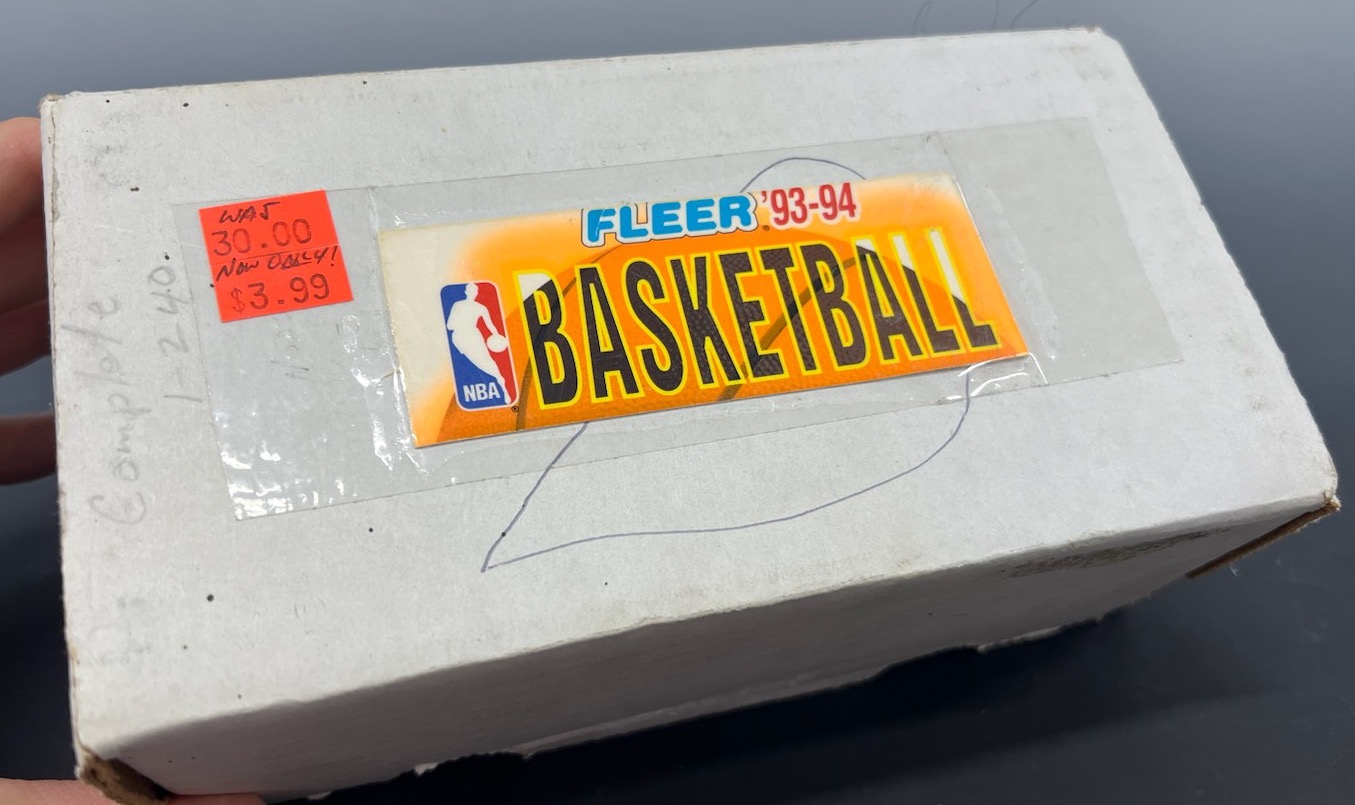 WAS
30.00
NOW ONLY!
$3.99
FLEER '93-94
BASKETBALL
NBA
Complete
1-240